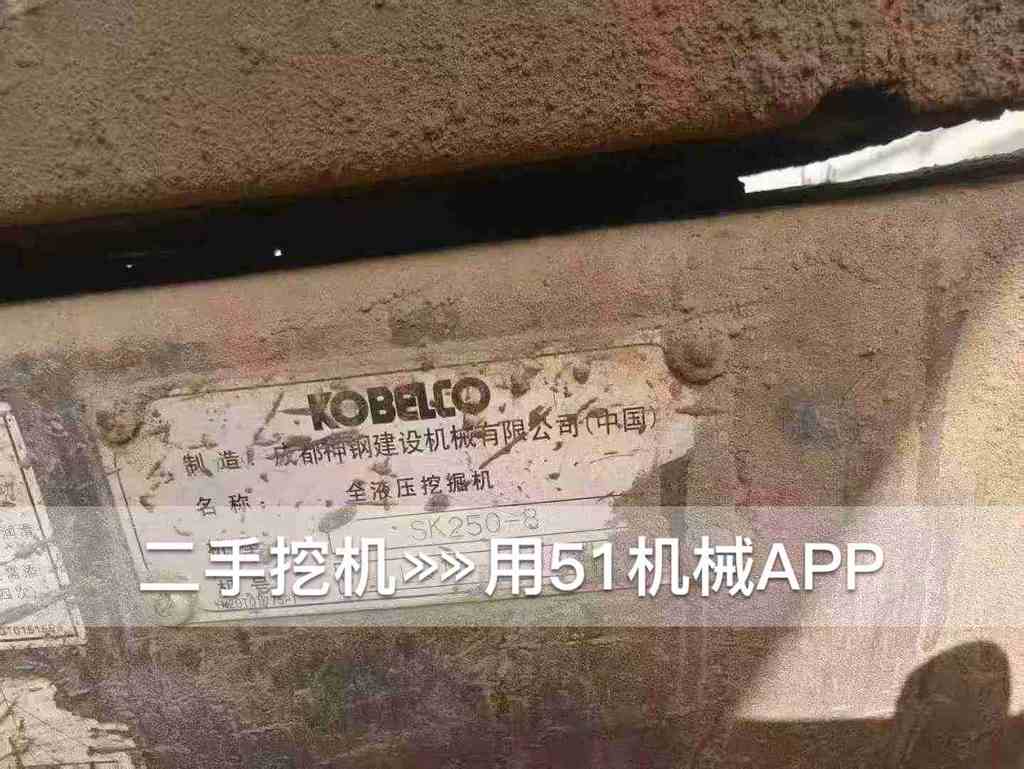 KOBELCO
制造：成都神钢建设机械有限公司(中国)
名称：全液压挖掘机
SK250-8
二手挖机»»用51机械APP